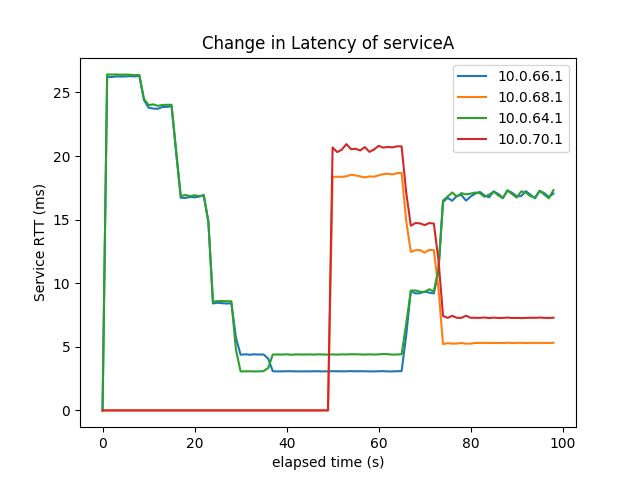 Change in Latency of serviceA
10.0.66.1
10.0.68.1
10.0.64.1
10.0.70.1
Service RTT (ms)
25
20
15
10
5
0
0 20 40 60 80 100
elapsed time (s)